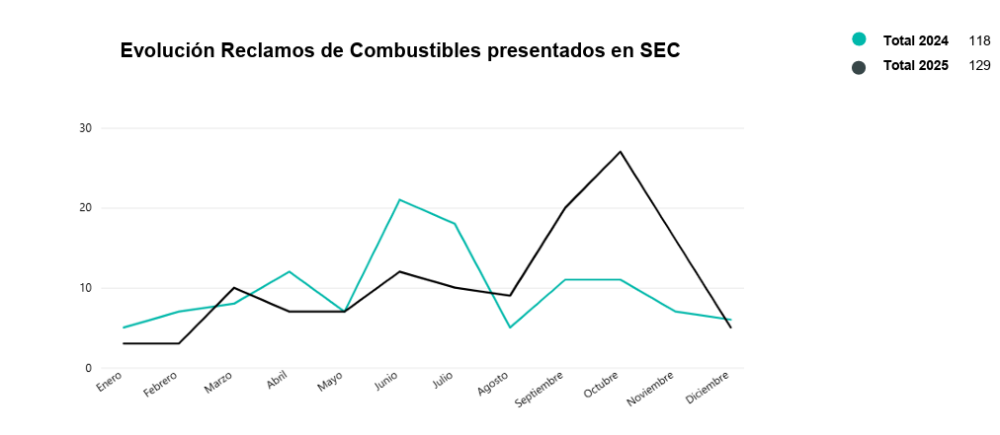 Evolución Reclamos de Combustibles presentados en SEC
Total 2024 118
Total 2025 129
30
20
10
0
Enero
Febrero
Marzo
Abril
Mayo
Junio
Julio
Agosto
Septiembre
Octubre
Noviembre
Diciembre